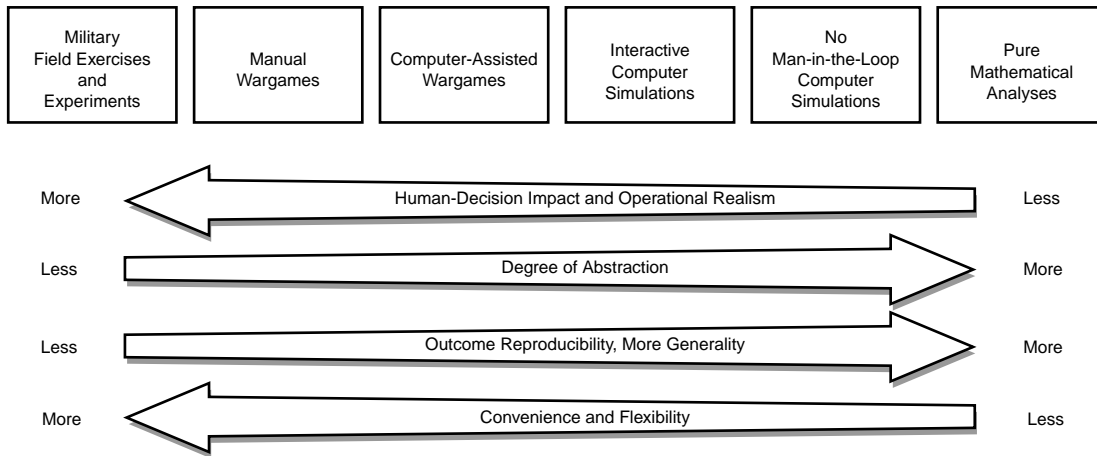 Military
Field Exercises
and
Experiments
Manual
Wargames
Computer-Assisted
Wargames
Interactive
Computer
Simulations
No
Man-in-the-Loop
Computer
Simulations
Pure
Mathematical
Analyses
More
Human-Decision Impact and Operational Realism
Less
Less
Degree of Abstraction
More
Less
Outcome Reproducibility, More Generality
More
More
Convenience and Flexibility
Less